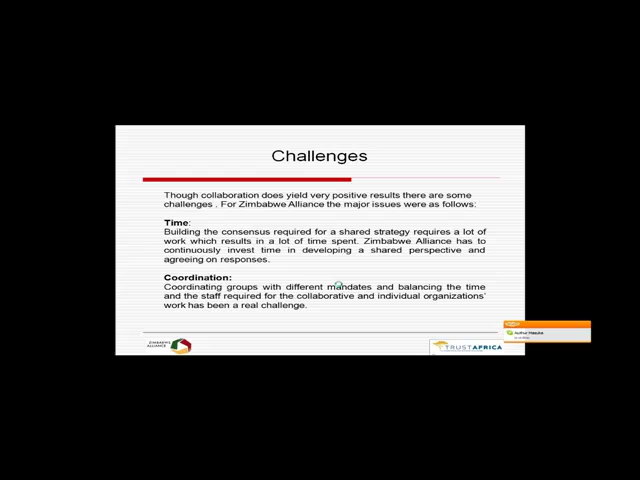 Challenges
Though collaboration does yield very positive results there are some
challenges . For Zimbabwe Alliance the major issues were as follows:
Time:
Building the consensus required for a shared strategy requires a lot of
work which results in a lot of time spent. Zimbabwe Alliance has to
continuously invest time in developing a shared perspective and
agreeing on responses.
Coordination:
Coordinating groups with different mandates and balancing the time
and the staff required for the collaborative and individual organizations'
work has been a real challenge.
ZIMBABWE
ALLIANCE
TRUSTAFRICA